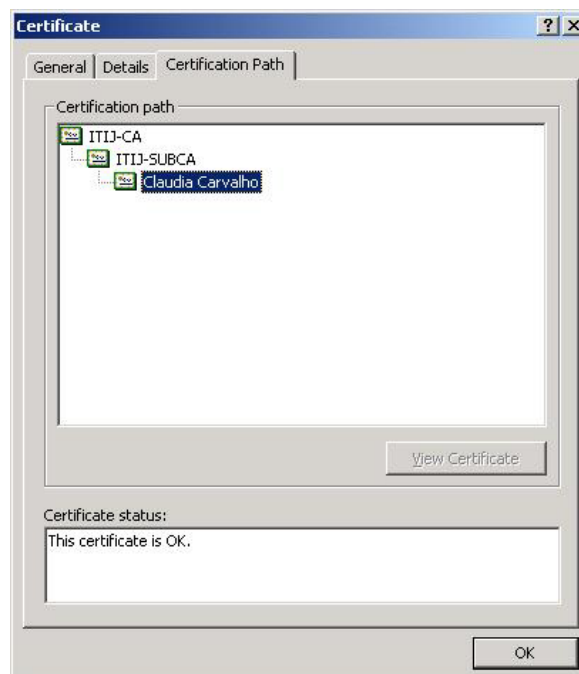 Certificate
General Details Certification Path
Certification path
ITIJ-CA
ITIJ-SUBCA
Claudia Carvalho
View Certificate
Certificate status:
This certificate is OK.
OK